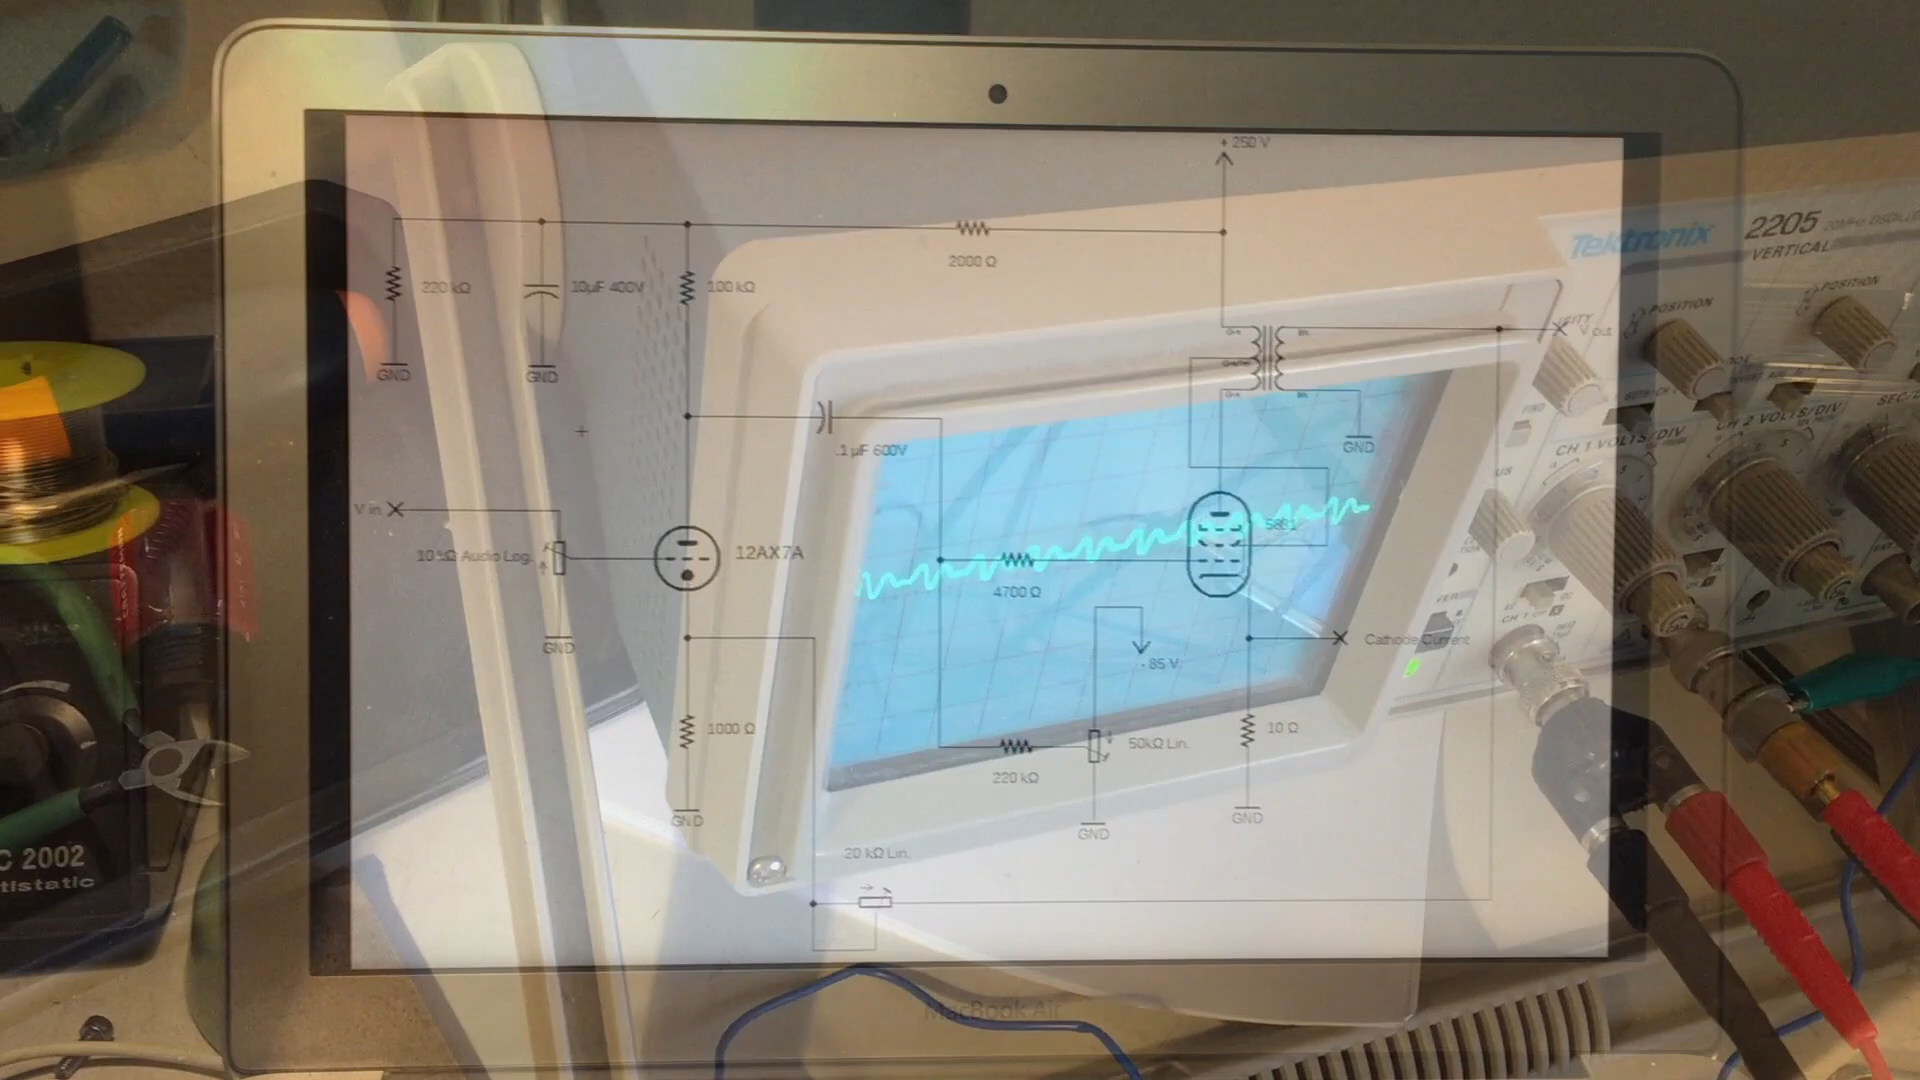 + 250 V
2000 Ω
220 kΩ
10µF 400V
100 kΩ
GND
GND
.1 µF 600V
GND
V in
10 kΩ Audio Log.
12AX7A
5881
4700 Ω
GND
- 85 V
Cathode Current
1000 Ω
220 kΩ
50kΩ Lin.
10 Ω
GND
GND
GND
20 kΩ Lin.
MacBook Air
Tektronix
2205
VERTICAL
POSITION
POSITION
CH 1 VOLTS/DIV
CH 2 VOLTS/DIV
C 2002
tistatic